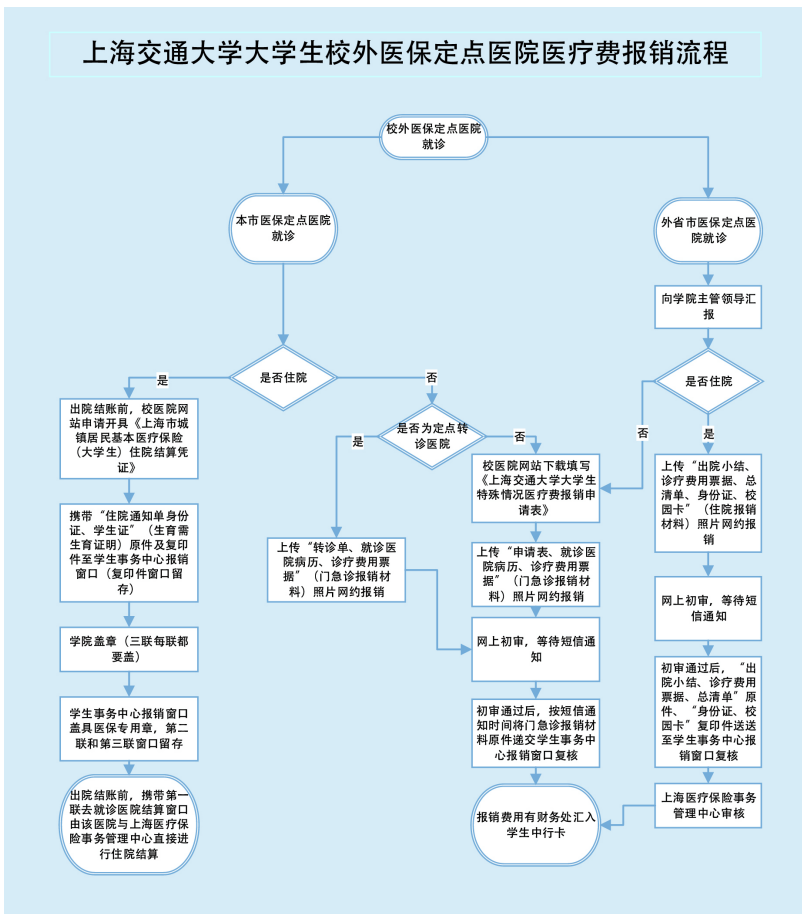 上海交通大学大学生校外医保定点医院医疗费报销流程
校外医保定点医院
就诊
本市医保定点医院
就诊
外省市医保定点医
院就诊
向学院主管领导汇
报
是否住院
是否住院
是
否
出院结账前，校医院网
站申请开具《上海市城
镇居民基本医疗保险
（大学生）住院结算凭
证》
携带“住院通知单身份
证、学生证”（生育需
生育证明）原件及复印
件至学生事务中心报销
窗口（复印件窗口留
存）
学院盖章（三联每联都
要盖）
学生事务中心报销窗口
盖具医保专用章，第二
联和第三联窗口留存
出院结账前，携带第一
联去就诊医院结算窗口
由该医院与上海医疗保
险事务管理中心直接进
行住院结算
是否为定点转
诊医院
是
否
上传“转诊单、就诊医
院病历、诊疗费用票
据”（门急诊报销材
料）照片网约报销
校医院网站下载填写
《上海交通大学大学生
特殊情况医疗费报销申
请表》
上传“申请表、就诊医
院病历、诊疗费用票
据”（门急诊报销材
料）照片网约报销
网上初审，等待短信通
知
初审通过后，按短信通
知时间将门急诊报销材
料原件递交学生事务中
心报销窗口复核
报销费用有财务处汇入
学生中行卡
否
是
上传“出院小结、
诊疗费用票据、总
清单、身份证、校
园卡”（住院报销
材料）照片网约报
销
网上初审，等待短
信通知
初审通过后，“出
院小结、诊疗费用
票据、总清单”原
件、“身份证、校
园卡”复印件送送
至学生事务中心报
销窗口复核
上海医疗保险事务
管理中心审核